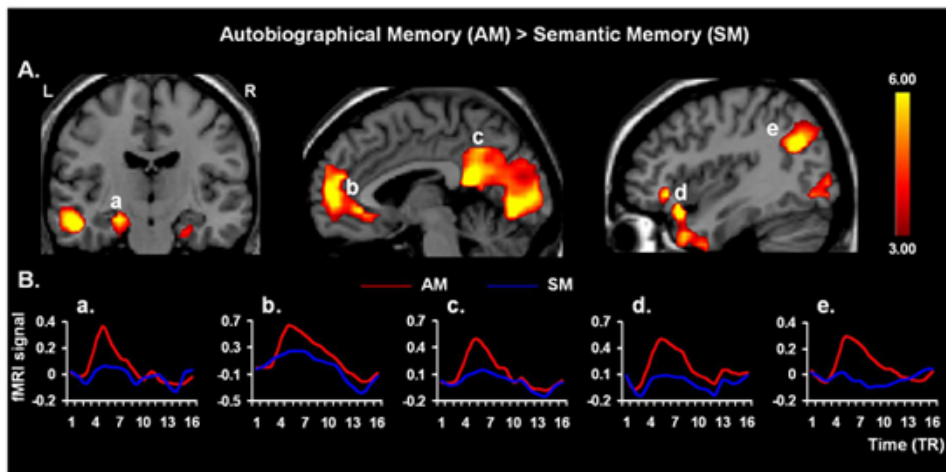 Autobiographical Memory (AM) > Semantic Memory (SM)
A.
L
R
a
b
c
d
e
6.00
3.00
B.
AM
SM
a.
b.
c.
d.
e.
fMRI signal
0.4
0.2
0
-0.2
1 4 7 10 13 16
0.7
0.3
-0.1
-0.5
1 4 7 10 13 16
0.7
0.4
0.1
-0.2
1 4 7 10 13 16
0.7
0.4
0.1
-0.2
1 4 7 10 13 16
0.4
0.2
0
-0.2
1 4 7 10 13 16
Time (TR)